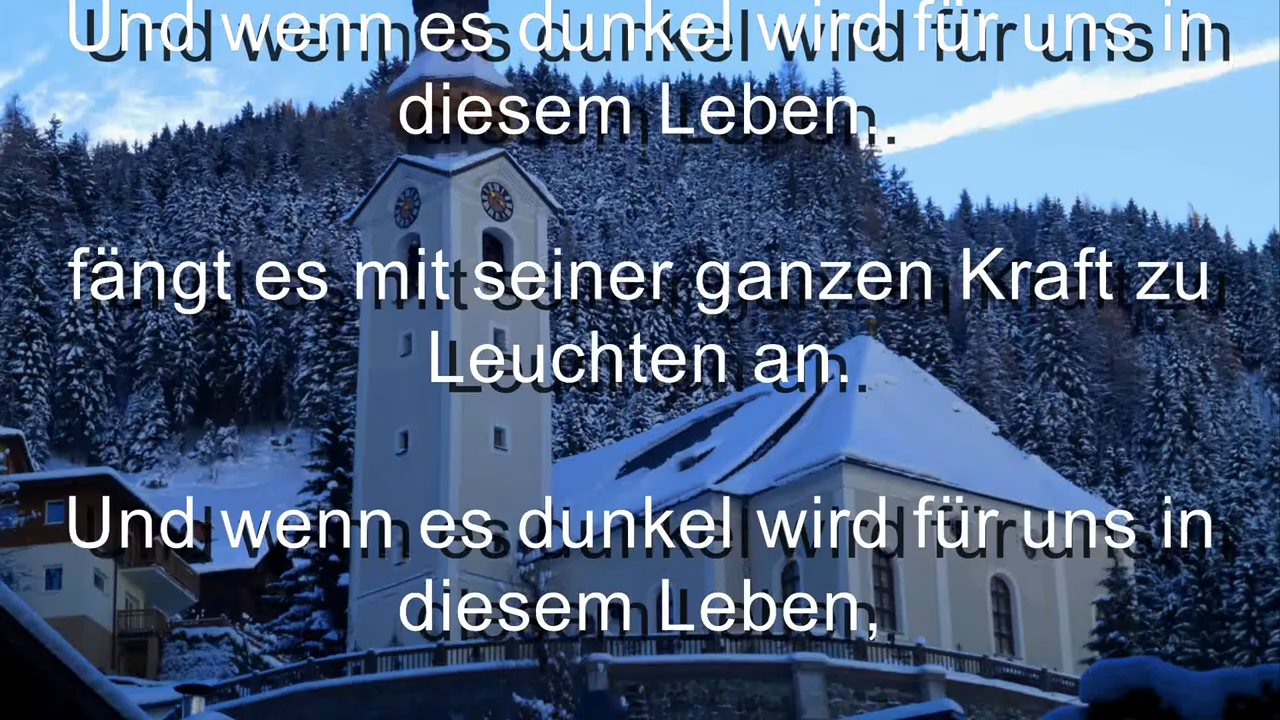 Und wenn es dunkel wird für uns in
diesem Leben,.
fängt es mit seiner ganzen Kraft zu
Leuchten an.
Und wenn es dunkel wird für uns in
diesem Leben,